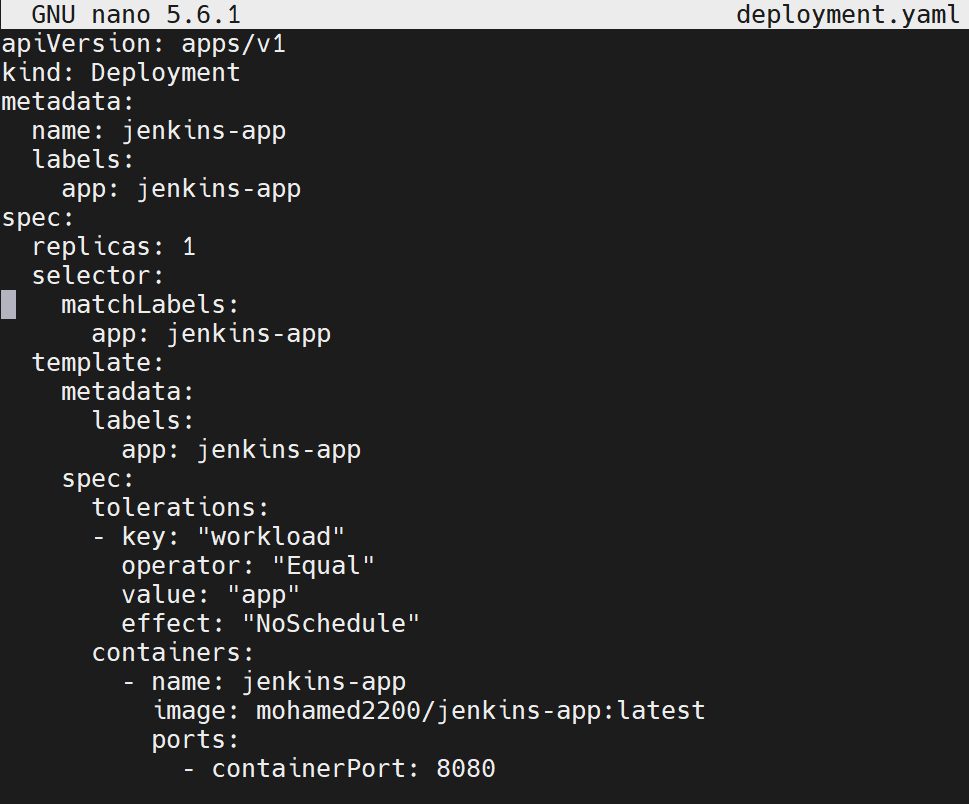 GNU nano 5.6.1 deployment.yaml
apiVersion: apps/v1
kind: Deployment
metadata:
  name: jenkins-app
  labels:
    app: jenkins-app
spec:
  replicas: 1
  selector:
    matchLabels:
      app: jenkins-app
  template:
    metadata:
      labels:
        app: jenkins-app
    spec:
      tolerations:
      - key: "workload"
        operator: "Equal"
        value: "app"
        effect: "NoSchedule"
      containers:
        - name: jenkins-app
          image: mohamed2200/jenkins-app:latest
          ports:
            - containerPort: 8080